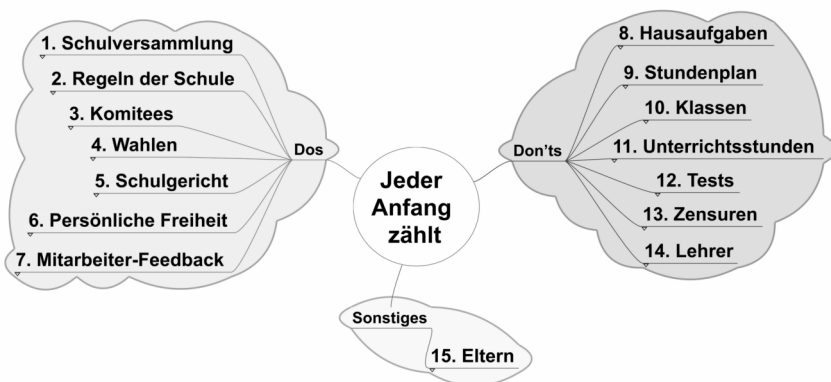 1. Schulversammlung
2. Regeln der Schule
3. Komitees
4. Wahlen
5. Schulgericht
6. Persönliche Freiheit
7. Mitarbeiter-Feedback
Dos
Jeder
Anfang
zählt
Don'ts
8. Hausaufgaben
9. Stundenplan
10. Klassen
11. Unterrichtsstunden
12. Tests
13. Zensuren
14. Lehrer
Sonstiges
15. Eltern